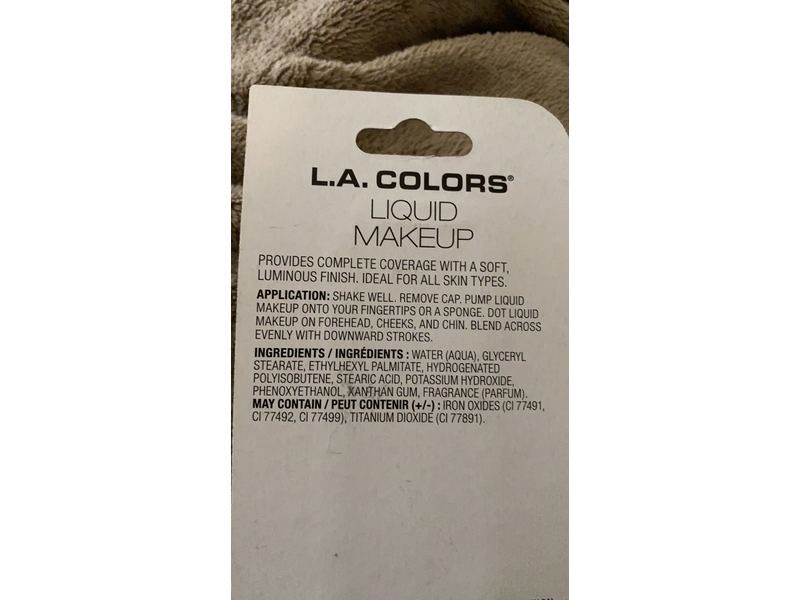 L.A. COLORS®
LIQUID
MAKEUP
PROVIDES COMPLETE COVERAGE WITH A SOFT,
LUMINOUS FINISH. IDEAL FOR ALL SKIN TYPES.
APPLICATION: SHAKE WELL. REMOVE CAP. PUMP LIQUID
MAKEUP ONTO YOUR FINGERTIPS OR A SPONGE. DOT LIQUID
MAKEUP ON FOREHEAD, CHEEKS, AND CHIN. BLEND ACROSS
EVENLY WITH DOWNWARD STROKES.
INGREDIENTS / INGRÉDIENTS : WATER (AQUA), GLYCERYL
STEARATE, ETHYLHEXYL PALMITATE, HYDROGENATED
POLYISOBUTENE, STEARIC ACID, POTASSIUM HYDROXIDE,
PHENOXYETHANOL, XANTHAN GUM, FRAGRANCE (PARFUM).
MAY CONTAIN / PEUT CONTENIR (+/-) : IRON OXIDES (CI 77491,
CI 77492, CI 77499), TITANIUM DIOXIDE (CI 77891).